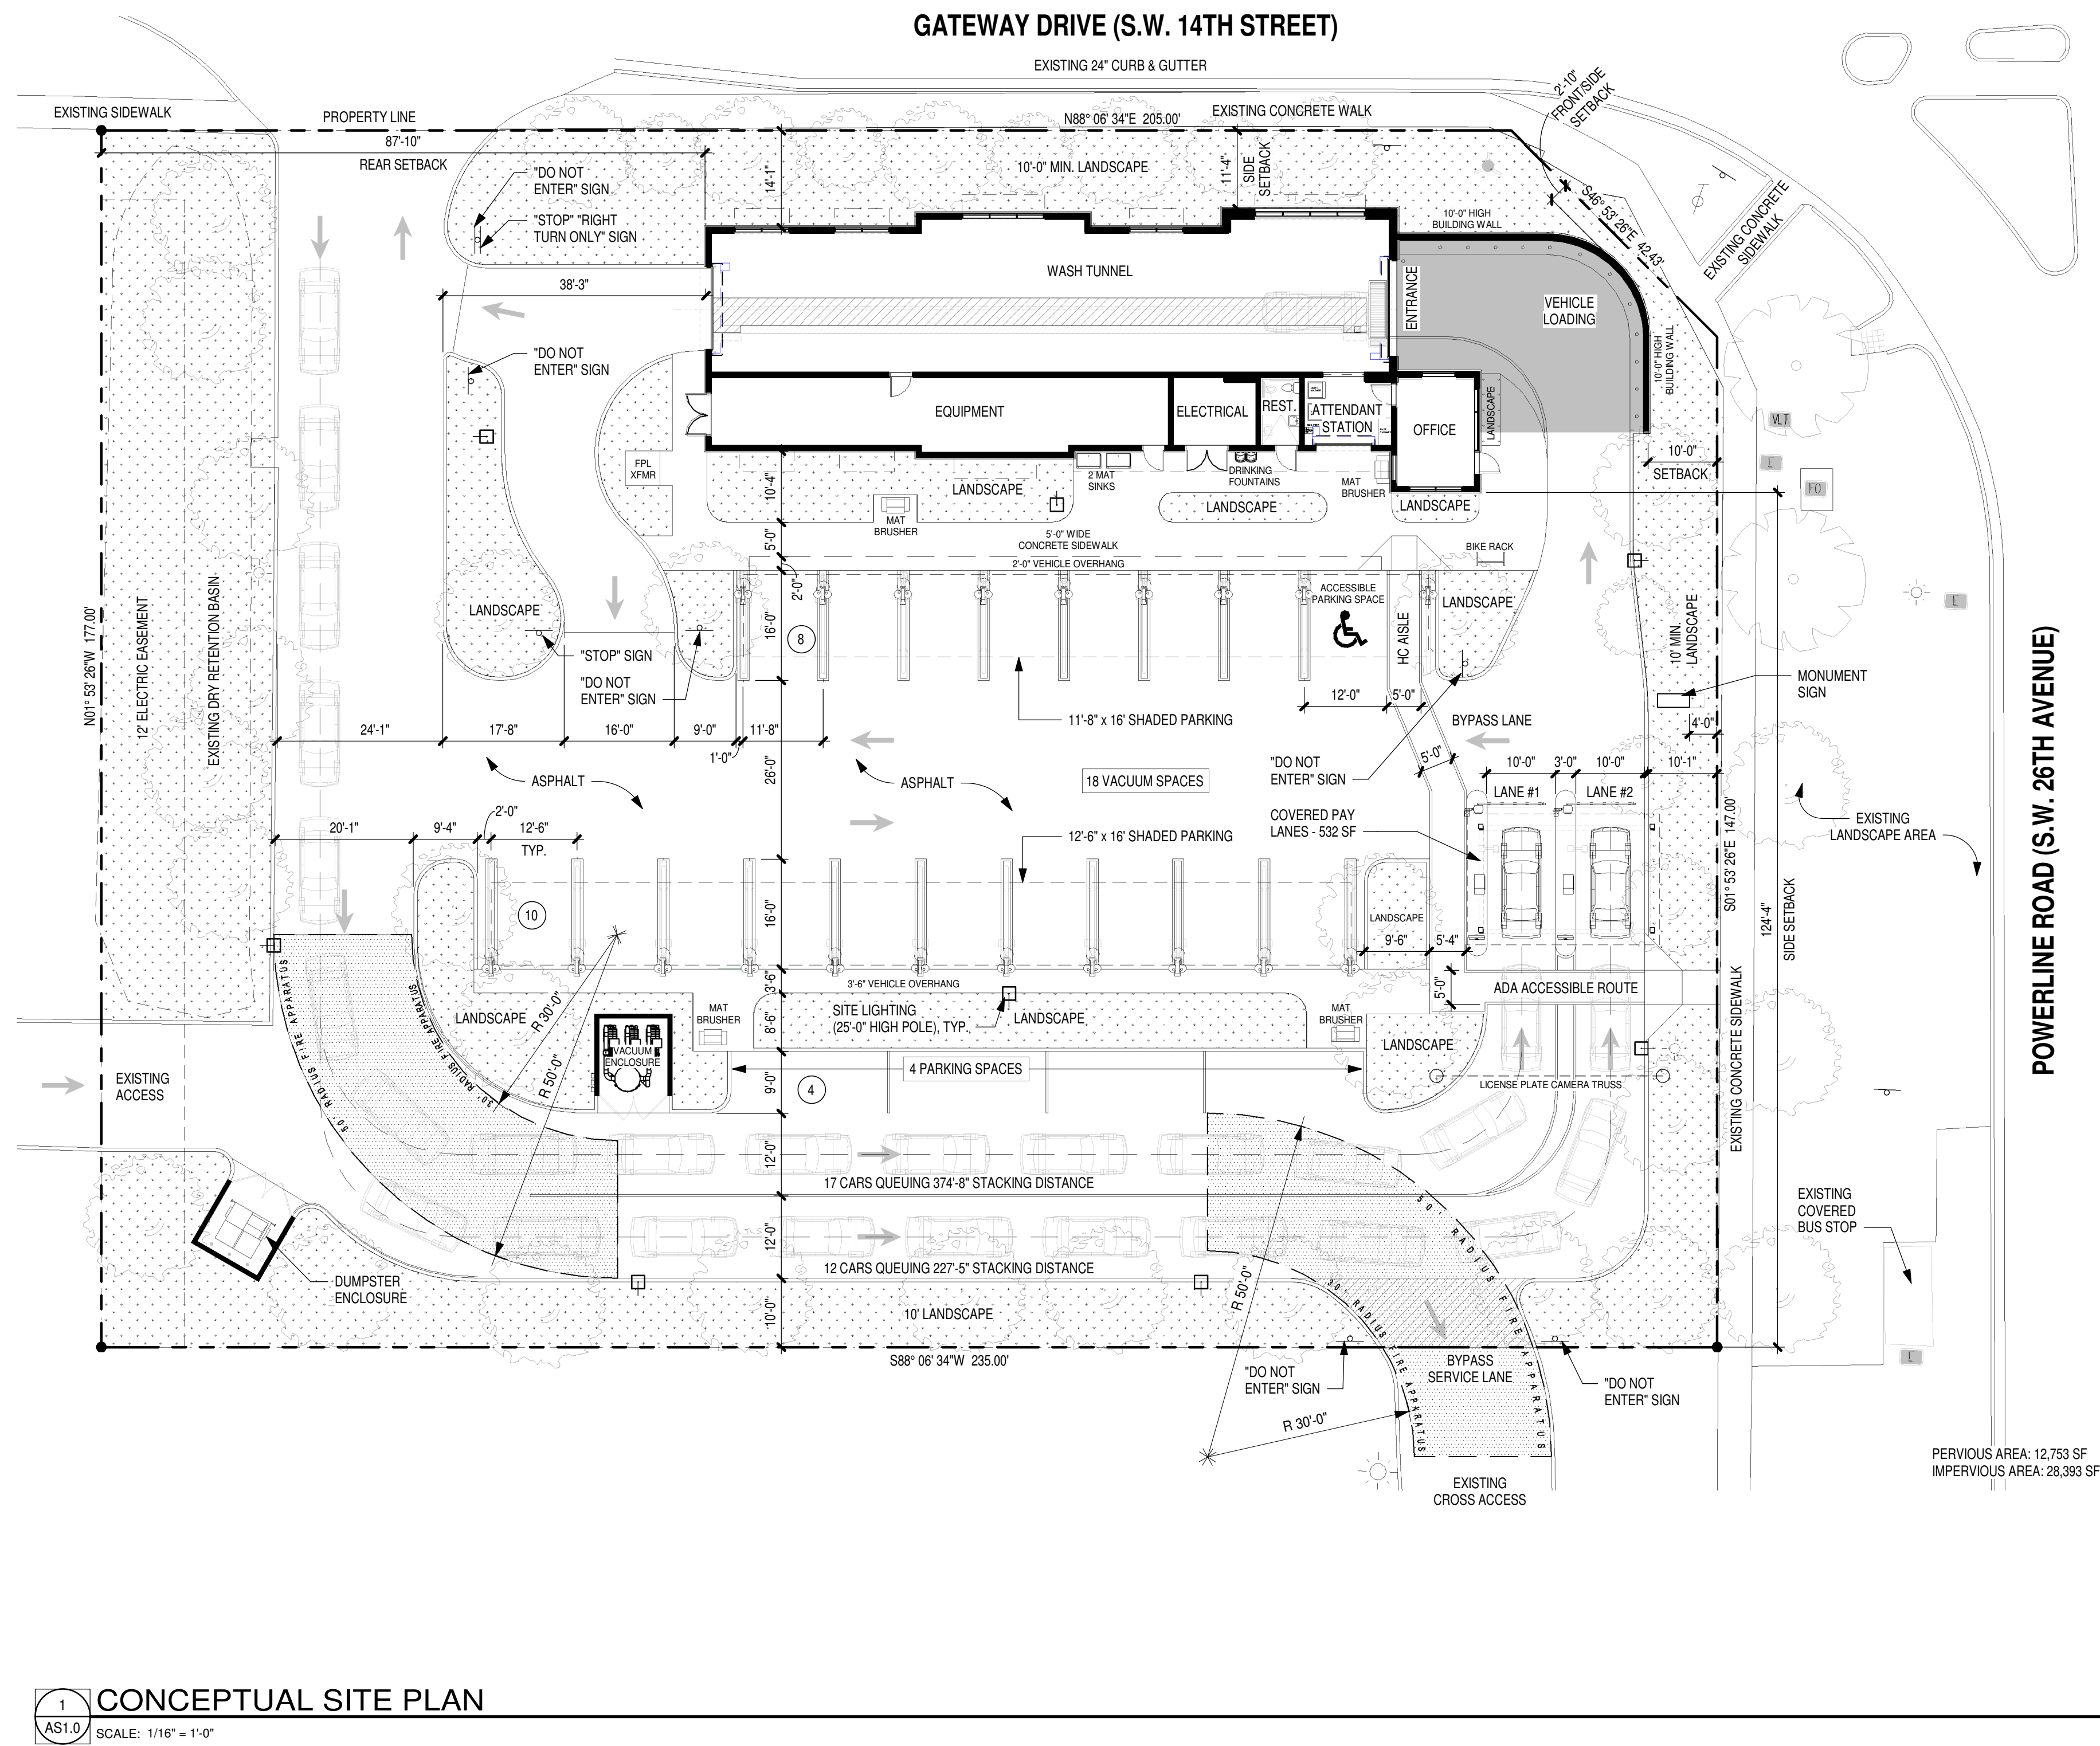 GATEWAY DRIVE (S.W. 14TH STREET)
EXISTING 24" CURB & GUTTER
EXISTING SIDEWALK
PROPERTY LINE
N88° 06' 34"E 205.00'
EXISTING CONCRETE WALK
2'-10"
FRONT/SIDE
SETBACK
87'-10"
REAR SETBACK
14'-1"
10'-0" MIN. LANDSCAPE
11'-4"
SIDE
SETBACK
"DO NOT
ENTER" SIGN
"STOP" "RIGHT
TURN ONLY" SIGN
S46° 53' 26"E 42.43'
EXISTING CONCRETE
SIDEWALK
10'-0" HIGH
BUILDING WALL
WASH TUNNEL
38'-3"
ENTRANCE
VEHICLE
LOADING
"DO NOT
ENTER" SIGN
10'-0" HIGH
BUILDING WALL
EQUIPMENT
ELECTRICAL
REST.
ATTENDANT
STATION
OFFICE
LANDSCAPE
VLT
E
FO
FPL
XFMR
10'-4"
LANDSCAPE
2 MAT
SINKS
DRINKING
FOUNTAINS
MAT
BRUSHER
10'-0"
SETBACK
MAT
BRUSHER
LANDSCAPE
LANDSCAPE
5'-0"
5'-0" WIDE
CONCRETE SIDEWALK
2'-0" VEHICLE OVERHANG
BIKE RACK
2'-0"
16'-0"
8
ACCESSIBLE
PARKING SPACE
HC AISLE
LANDSCAPE
LANDSCAPE
10' MIN.
LANDSCAPE
E
N01° 53' 26"W 177.00'
12' ELECTRIC EASEMENT
EXISTING DRY RETENTION BASIN
"STOP" SIGN
"DO NOT
ENTER" SIGN
MONUMENT
SIGN
12'-0"
5'-0"
11'-8" x 16' SHADED PARKING
BYPASS LANE
4'-0"
24'-1"
17'-8"
16'-0"
9'-0"
11'-8"
1'-0"
26'-0"
5'-0"
"DO NOT
ENTER" SIGN
10'-0"
3'-0"
10'-0"
10'-1"
ASPHALT
ASPHALT
18 VACUUM SPACES
LANE #1
LANE #2
COVERED PAY
LANES - 532 SF
2'-0"
20'-1"
9'-4"
12'-6"
TYP.
12'-6" x 16' SHADED PARKING
EXISTING
LANDSCAPE AREA
S01° 53' 26"E 147.00'
124'-4"
SIDE SETBACK
POWERLINE ROAD (S.W. 26TH AVENUE)
10
16'-0"
LANDSCAPE
9'-6"
5'-4"
3'-6"
3'-6" VEHICLE OVERHANG
5'-0"
ADA ACCESSIBLE ROUTE
50' RADIUS FIRE APPARATUS
30' RADIUS FIRE APPARATUS
LANDSCAPE
R 30'-0"
R 50'-0"
VACUUM
ENCLOSURE
MAT
BRUSHER
8'-6"
SITE LIGHTING
(25'-0" HIGH POLE), TYP.
LANDSCAPE
MAT
BRUSHER
LANDSCAPE
EXISTING CONCRETE SIDEWALK
EXISTING
ACCESS
9'-0"
4
4 PARKING SPACES
LICENSE PLATE CAMERA TRUSS
12'-0"
17 CARS QUEUING 374'-8" STACKING DISTANCE
12'-0"
12 CARS QUEUING 227'-5" STACKING DISTANCE
EXISTING
COVERED
BUS STOP
DUMPSTER
ENCLOSURE
10'-0"
10' LANDSCAPE
R 50'-0"
50' RADIUS FIRE APPARATUS
30' RADIUS FIRE APPARATUS
S88° 06' 34"W 235.00'
E
"DO NOT
ENTER" SIGN
BYPASS
SERVICE LANE
"DO NOT
ENTER" SIGN
R 30'-0"
EXISTING
CROSS ACCESS
PERVIOUS AREA: 12,753 SF
IMPERVIOUS AREA: 28,393 SF
1
AS1.0
CONCEPTUAL SITE PLAN
SCALE: 1/16" = 1'-0"